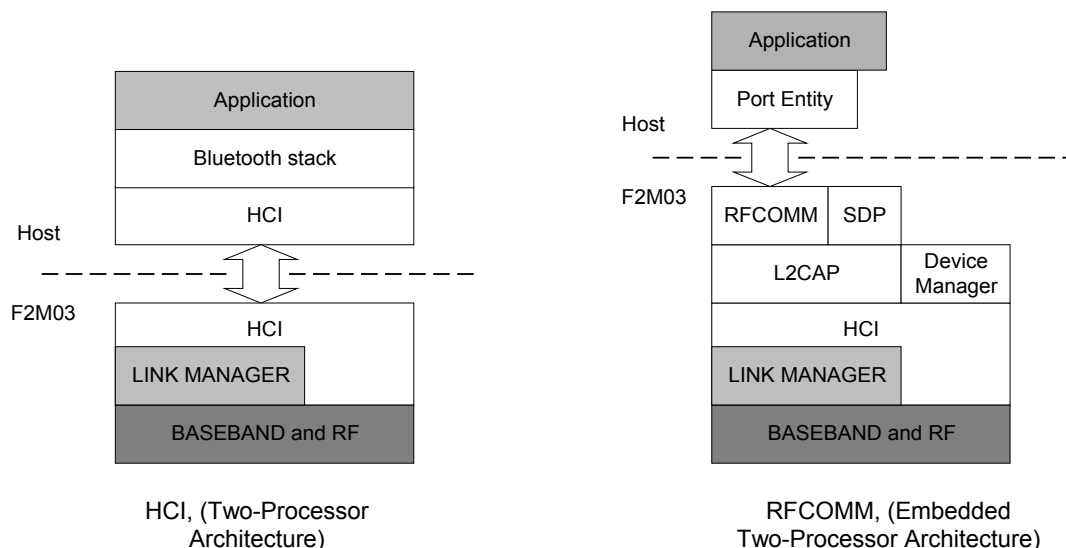 Application
Bluetooth stack
HCI
Host
F2M03
HCI
LINK MANAGER
BASEBAND and RF
HCI, (Two-Processor
Architecture)
Application
Port Entity
Host
F2M03
RFCOMM
SDP
L2CAP
Device
Manager
HCI
LINK MANAGER
BASEBAND and RF
RFCOMM, (Embedded
Two-Processor Architecture)